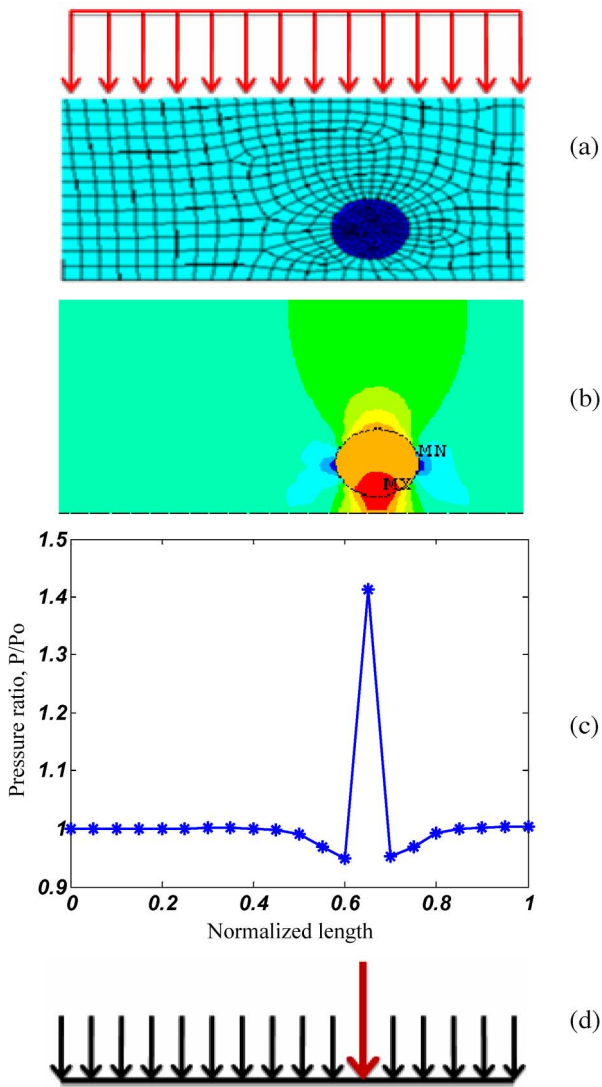 (a)
(b)
MN
MX
1.5
1.4
1.3
1.2
1.1
1
0.9
Pressure ratio, P/Po
(c)
0 0.2 0.4 0.6 0.8 1
Normalized length
(d)